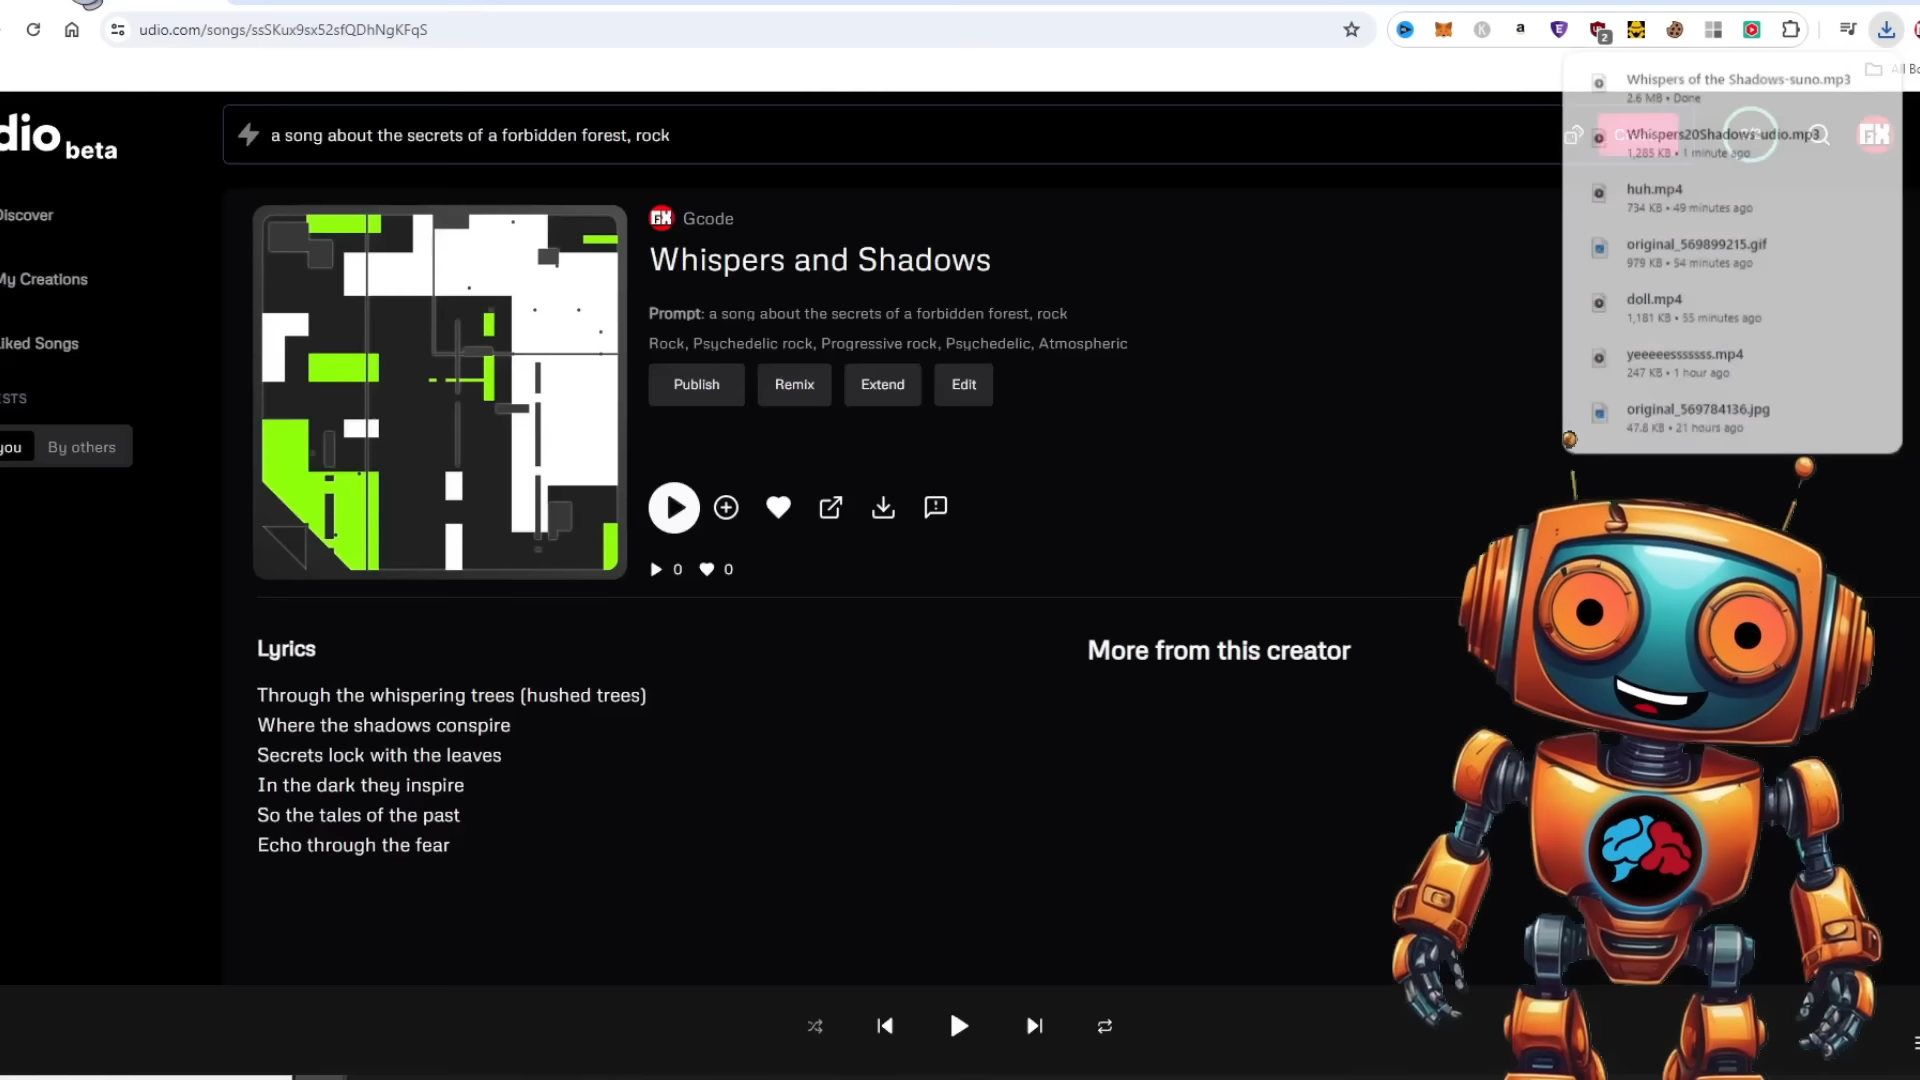 udio.com/songs/ssSKux9sx52sfQDhNgKFqS
2
dio beta
a song about the secrets of a forbidden forest, rock
Discover
My Creations
Liked Songs
STS
you
By others
Gcode
Whispers and Shadows
Prompt: a song about the secrets of a forbidden forest, rock
Rock, Psychedelic rock, Progressive rock, Psychedelic, Atmospheric
Publish
Remix
Extend
Edit
0
0
Lyrics
Through the whispering trees (hushed trees)
Where the shadows conspire
Secrets lock with the leaves
In the dark they inspire
So the tales of the past
Echo through the fear
More from this creator
Whispers of the Shadows-suno.mp3
2.6 MB • Done
Whispers20Shadows-udio.mp3
1,285 KB • 1 minute ago
huh.mp4
734 KB • 49 minutes ago
original_569899215.gif
979 KB • 54 minutes ago
doll.mp4
1,181 KB • 55 minutes ago
yeeeeesssssss.mp4
247 KB • 1 hour ago
original_569784136.jpg
47.8 KB • 21 hours ago